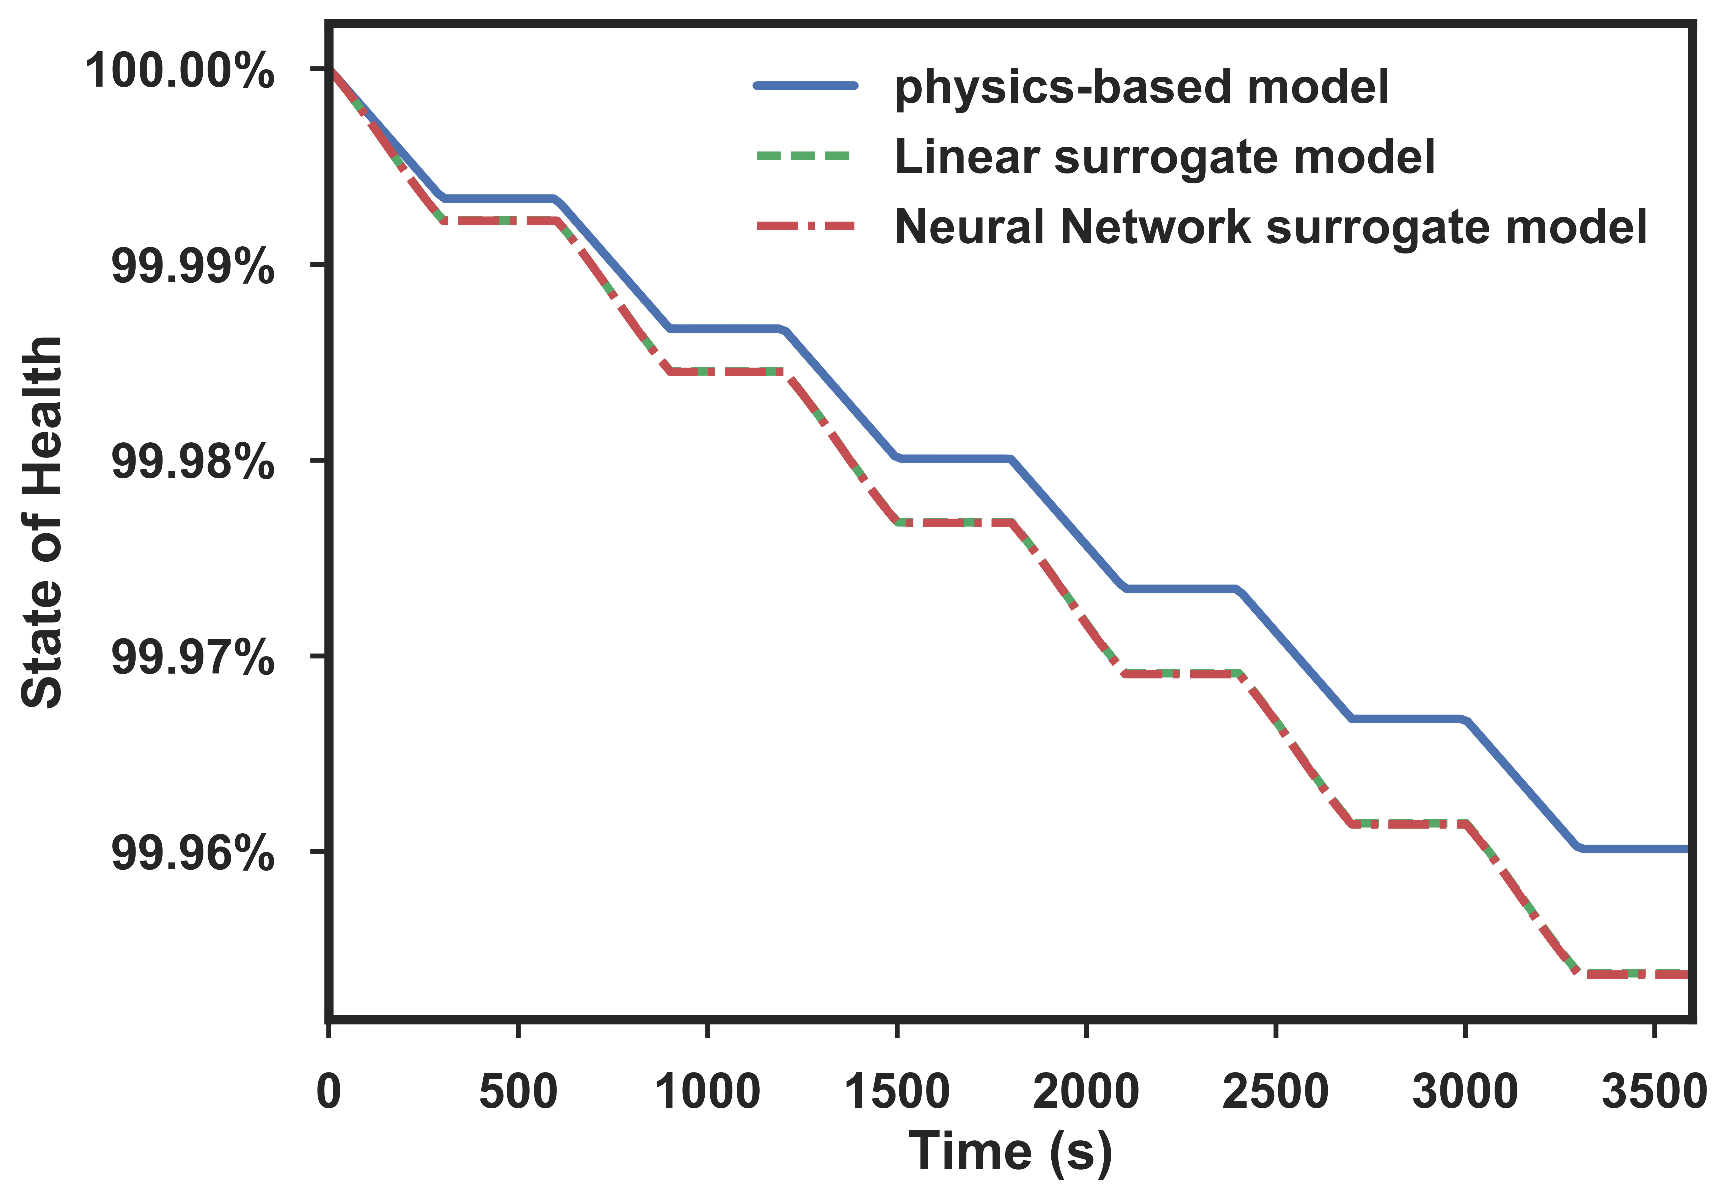 100.00%
99.99%
99.98%
99.97%
99.96%
State of Health
physics-based model
Linear surrogate model
Neural Network surrogate model
0 500 1000 1500 2000 2500 3000 3500
Time (s)